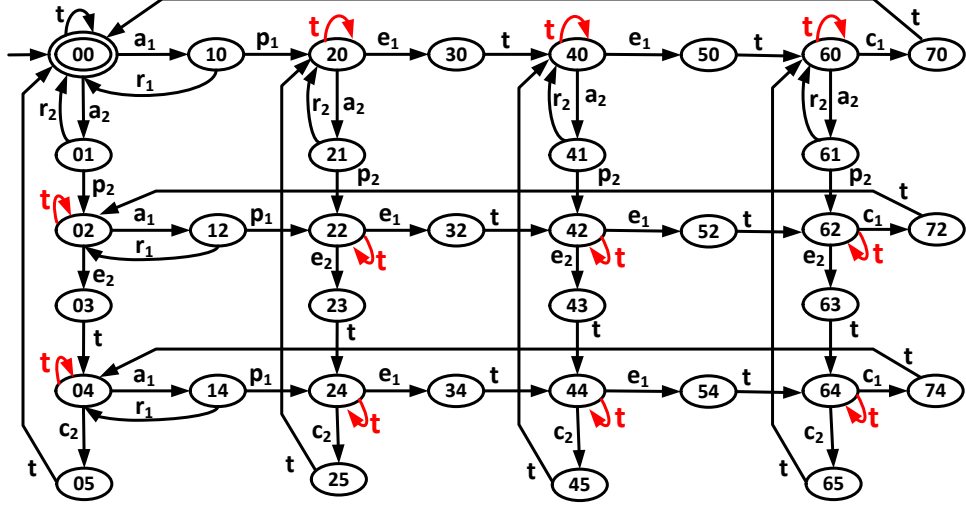 t t
t t t
00 a₁ 10 p₁ 20 e₁ 30 t 40 e₁ 50 t 60 c₁ 70
r₁
r₂ a₂ r₂ a₂ r₂ a₂ r₂ a₂
01 21 41 61
p₂ p₂ p₂ p₂ t
t
02 a₁ 12 p₁ 22 e₁ 32 t 42 e₁ 52 t 62 c₁ 72
r₁ t t t
e₂ e₂ e₂ e₂
03 23 43 63
t t t t
t t
04 a₁ 14 p₁ 24 e₁ 34 t 44 e₁ 54 t 64 c₁ 74
r₁ t t t
c₂ c₂ c₂ c₂
t t t t
05 25 45 65